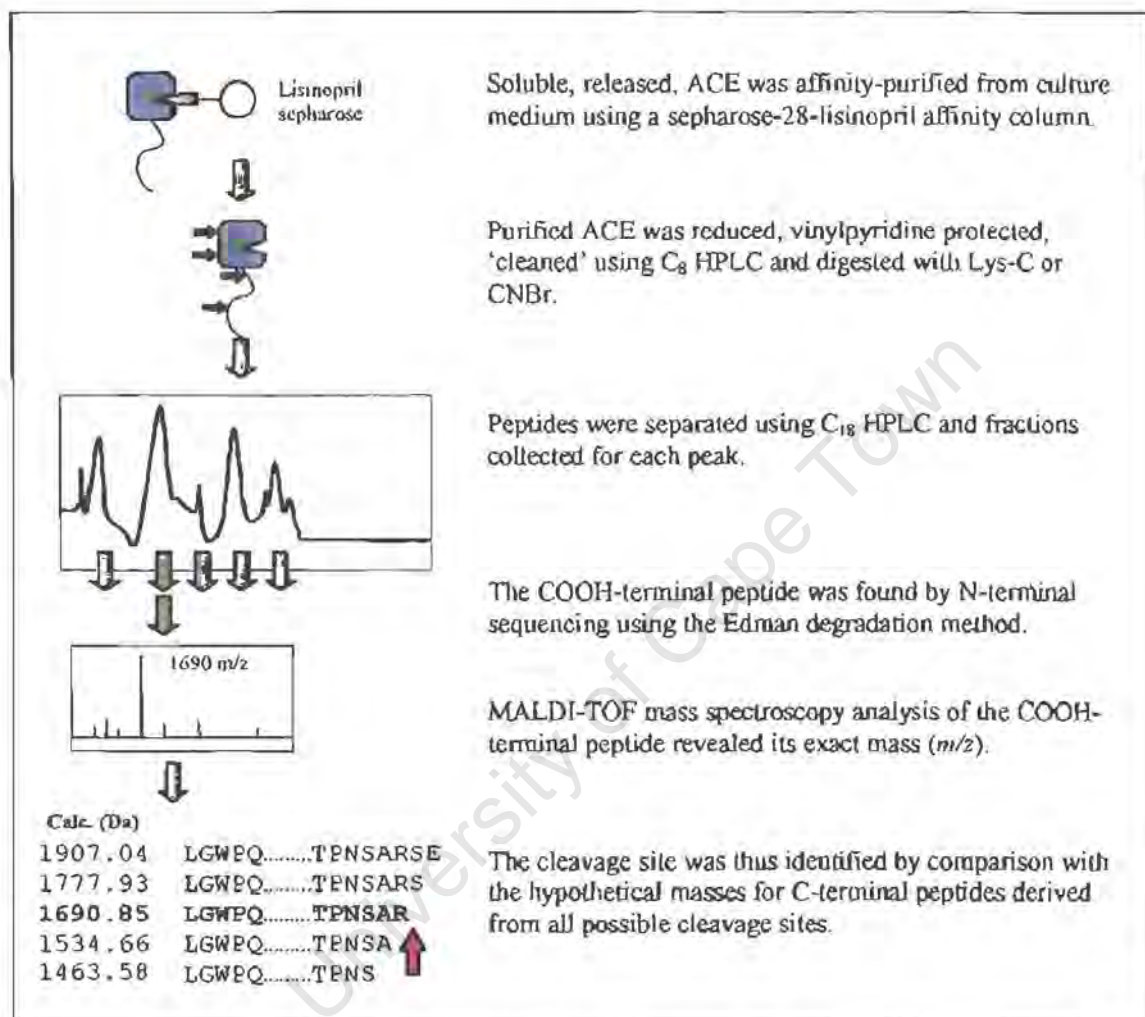 Lisinopril
sepharose
Soluble, released, ACE was affinity-purified from culture
medium using a sepharose-28-lisinopril affinity column.
Purified ACE was reduced, vinylpyridine protected,
‘cleaned’ using C₈ HPLC and digested with Lys-C or
CNBr.
Peptides were separated using C₁₈ HPLC and fractions
collected for each peak.
The COOH-terminal peptide was found by N-terminal
sequencing using the Edman degradation method.
1690 m/z
MALDI-TOF mass spectroscopy analysis of the COOH-
terminal peptide revealed its exact mass (m/z).
Calc. (Da)
1907.04 LGWPQ.........TPNSARSE
1777.93 LGWPQ.........TPNSARS
1690.85 LGWPQ.........TPNSAR
1534.66 LGWPQ.........TPNSA
1463.58 LGWPQ.........TPNS
The cleavage site was thus identified by comparison with
the hypothetical masses for C-terminal peptides derived
from all possible cleavage sites.
University of Cape Town